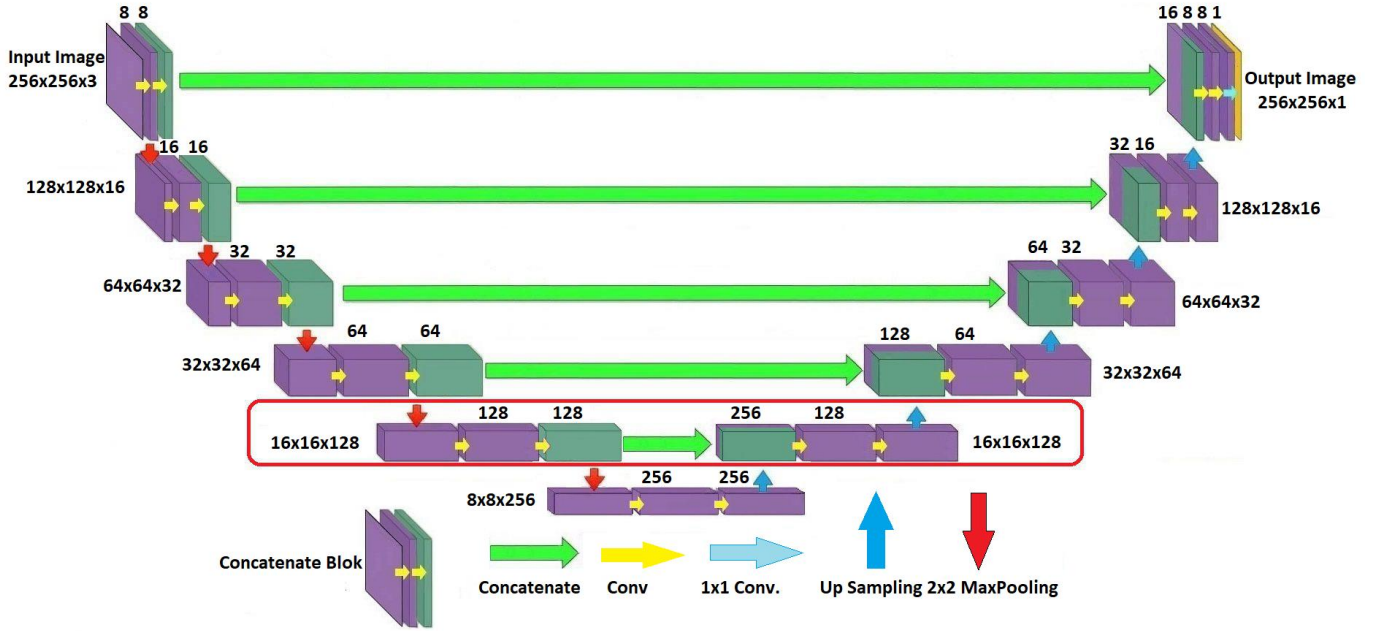 8 8
16 8 8 1
Input Image
256x256x3
Output Image
256x256x1
16 16
32 16
128x128x16
128x128x16
32 32
64 32
64x64x32
64x64x32
64 64
128 64
32x32x64
32x32x64
128 128
256 128
16x16x128
16x16x128
256 256
8x8x256
Concatenate Blok
Concatenate
Conv
1x1 Conv.
Up Sampling
2x2 MaxPooling